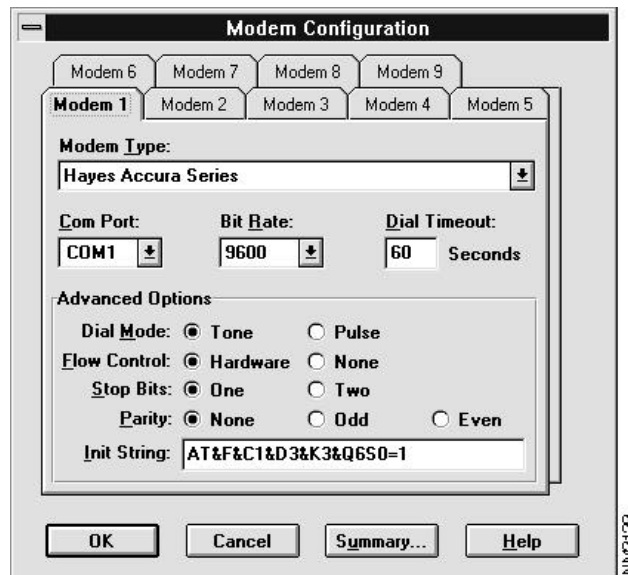 Modem Configuration
Modem 6 Modem 7 Modem 8 Modem 9
Modem 1 Modem 2 Modem 3 Modem 4 Modem 5
Modem Type:
Hayes Accura Series
Com Port: Bit Rate: Dial Timeout:
COM1 9600 60 Seconds
Advanced Options
Dial Mode: Tone Pulse
Flow Control: Hardware None
Stop Bits: One Two
Parity: None Odd Even
Init String: AT&F&C1&D3&K3&Q6S0=1
OK Cancel Summary... Help